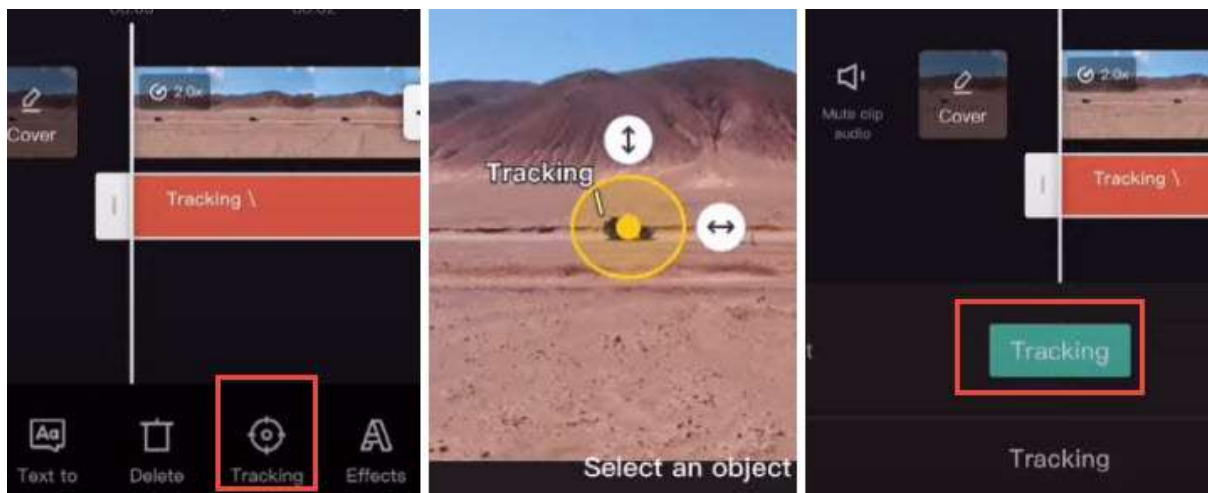 2.0x
Cover
Tracking \
Aa
Text to
Delete
Tracking
Effects
Tracking
Select an object
Mute clip
audio
Cover
2.0x
Tracking \
t
Tracking
Tracking